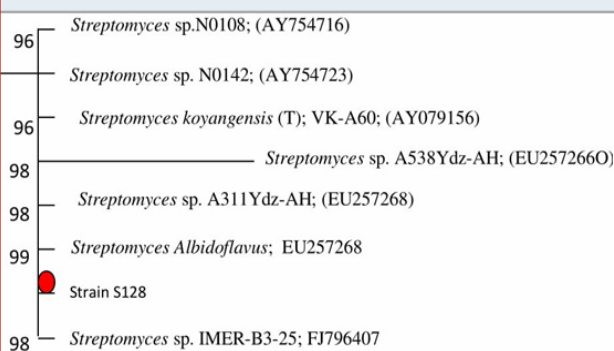 Streptomyces sp.N0108; (AY754716)
96
Streptomyces sp. N0142; (AY754723)
Streptomyces koyangensis (T); VK-A60; (AY079156)
96
Streptomyces sp. A538Ydz-AH; (EU257266O)
98
Streptomyces sp. A311Ydz-AH; (EU257268)
98
Streptomyces Albidoflavus; EU257268
99
Strain S128
Streptomyces sp. IMER-B3-25; FJ796407
98